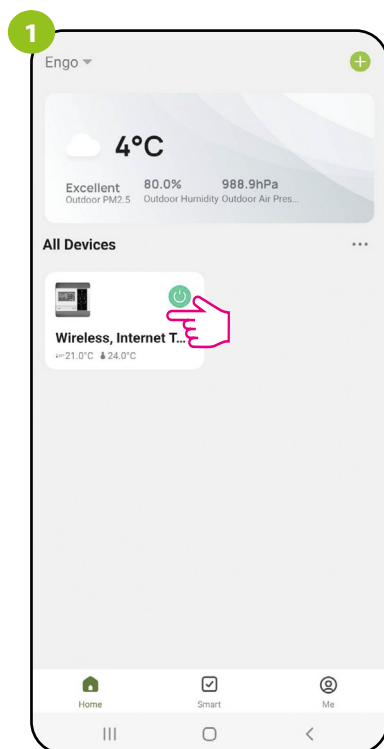 1
Engo
4°C
Excellent 80.0% 988.9hPa
Outdoor PM2.5 Outdoor Humidity Outdoor Air Pres...
All Devices
Wireless, Internet T...
21.0°C 24.0°C
Home Smart Me